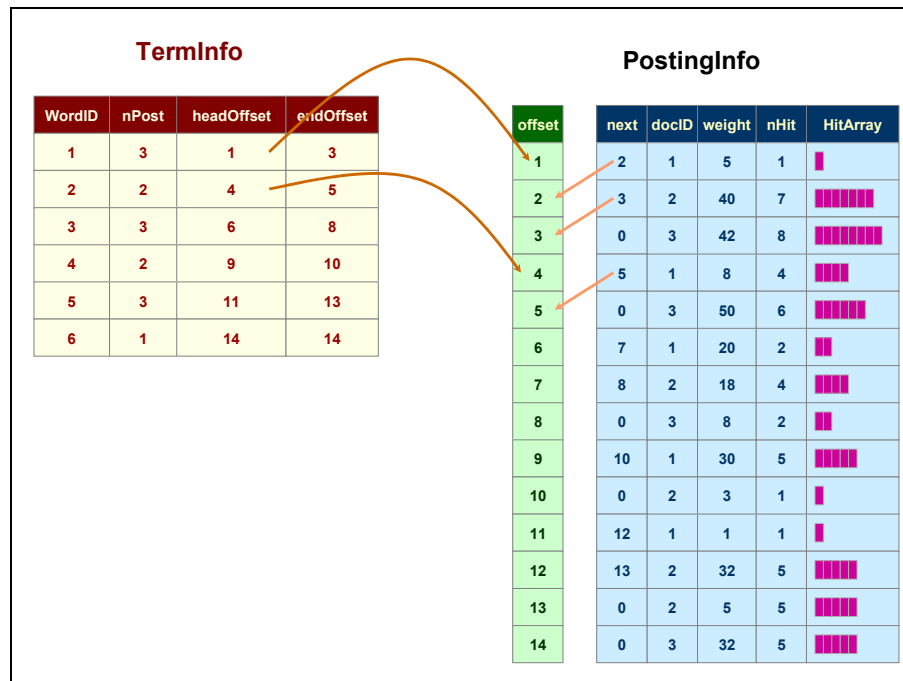 TermInfo
PostingInfo
WordID nPost headOffset endOffset
1 3 1 3
2 2 4 5
3 3 6 8
4 2 9 10
5 3 11 13
6 1 14 14
offset next docID weight nHit HitArray
1 2 1 5 1
2 3 2 40 7
3 0 3 42 8
4 5 1 8 4
5 0 3 50 6
6 7 1 20 2
7 8 2 18 4
8 0 3 8 2
9 10 1 30 5
10 0 2 3 1
11 12 1 1 1
12 13 2 32 5
13 0 2 5 5
14 0 3 32 5